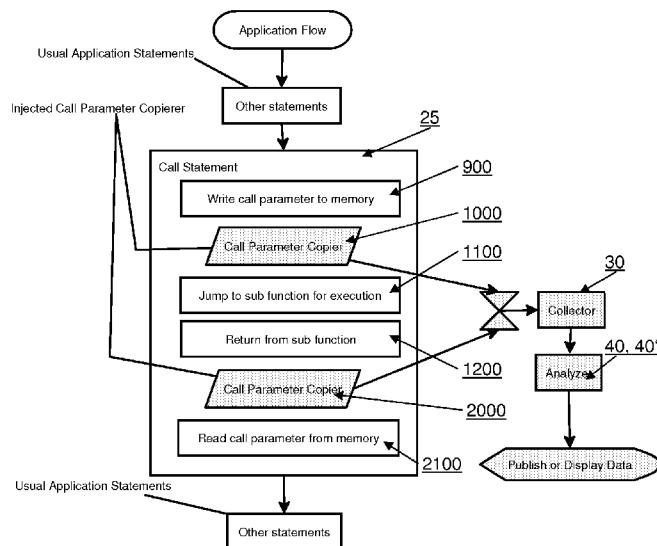 Application Flow
Usual Application Statements
Other statements
Injected Call Parameter Copierer
25
Call Statement
900
Write call parameter to memory
1000
Call Parameter Copier
1100
30
Jump to sub function for execution
Collector
Return from sub function
1200
40, 40'
Call Parameter Copier
Analyzer
2000
Read call parameter from memory
2100
Publish or Display Data
Usual Application Statements
Other statements